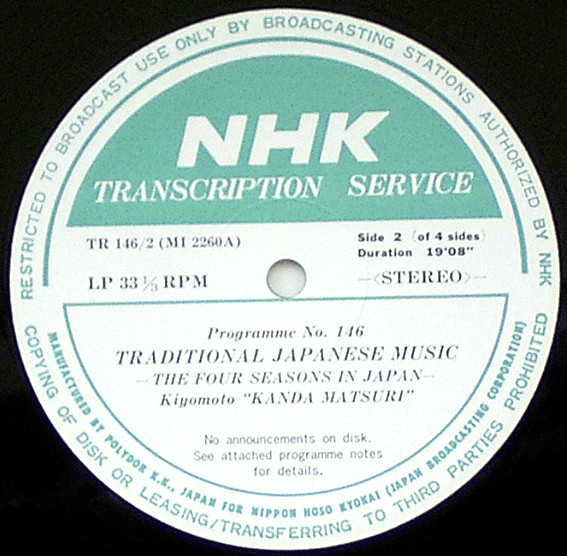 RESTRICTED TO BROADCAST USE ONLY BY BROADCASTING STATIONS AUTHORIZED BY NHK
NHK
TRANSCRIPTION SERVICE
TR 146/2 (MI 2260A)
Side 2 (of 4 sides)
Duration 19'08"
LP 33 1/3 RPM
—<STEREO>—
Programme No. 146
TRADITIONAL JAPANESE MUSIC
—THE FOUR SEASONS IN JAPAN—
Kiyomoto "KANDA MATSURI"
No announcements on disk.
See attached programme notes
for details.
MANUFACTURED BY POLYDOR K.K., JAPAN FOR NIPPON HOSO KYOKAI (JAPAN BROADCASTING CORPORATION)
COPYING OF DISK OR LEASING/TRANSFERRING TO THIRD PARTIES PROHIBITED